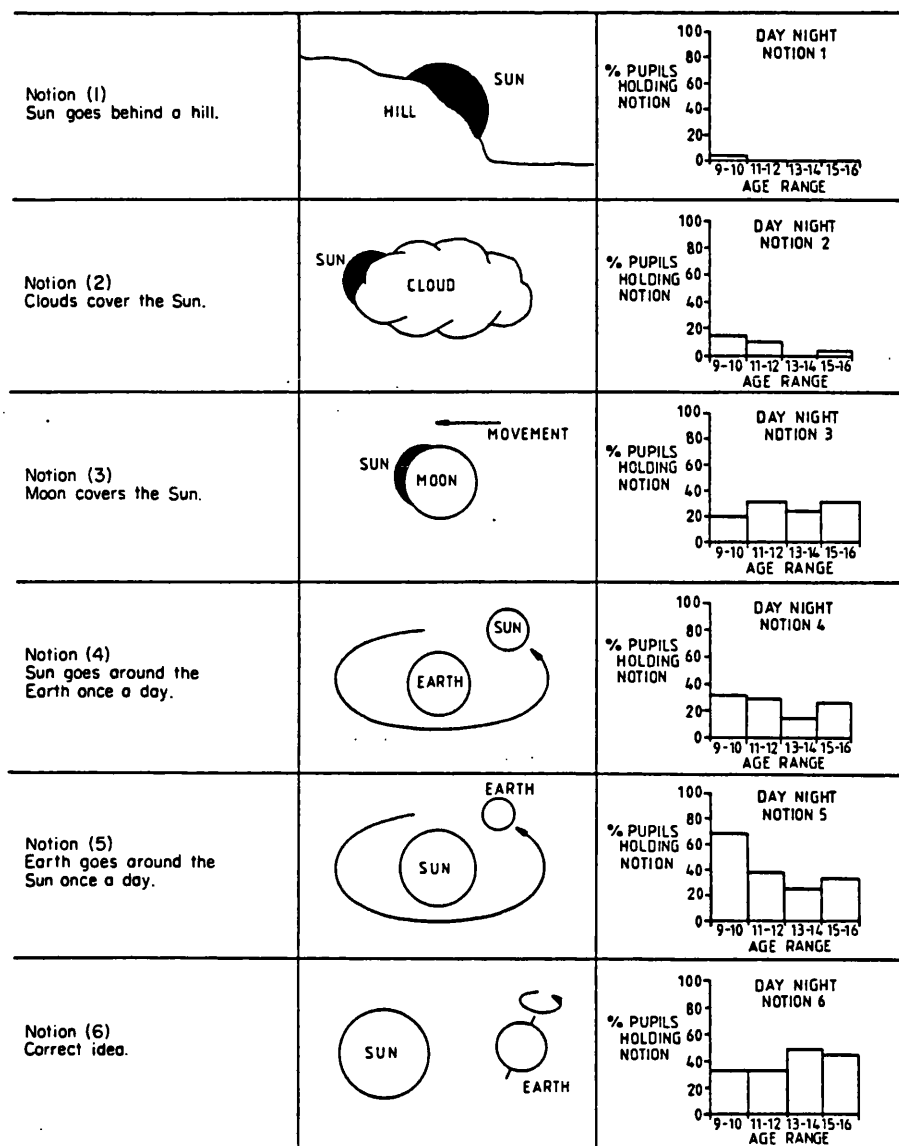 Notion (1)
Sun goes behind a hill.
SUN
HILL
DAY NIGHT
NOTION 1
% PUPILS
HOLDING
NOTION
100
80
60
40
20
0
9-10 11-12 13-14 15-16
AGE RANGE
Notion (2)
Clouds cover the Sun.
SUN
CLOUD
DAY NIGHT
NOTION 2
% PUPILS
HOLDING
NOTION
100
80
60
40
20
0
9-10 11-12 13-14 15-16
AGE RANGE
Notion (3)
Moon covers the Sun.
MOVEMENT
SUN
MOON
DAY NIGHT
NOTION 3
% PUPILS
HOLDING
NOTION
100
80
60
40
20
0
9-10 11-12 13-14 15-16
AGE RANGE
Notion (4)
Sun goes around the
Earth once a day.
SUN
EARTH
DAY NIGHT
NOTION 4
% PUPILS
HOLDING
NOTION
100
80
60
40
20
0
9-10 11-12 13-14 15-16
AGE RANGE
Notion (5)
Earth goes around the
Sun once a day.
EARTH
SUN
DAY NIGHT
NOTION 5
% PUPILS
HOLDING
NOTION
100
80
60
40
20
0
9-10 11-12 13-14 15-16
AGE RANGE
Notion (6)
Correct idea.
SUN
EARTH
DAY NIGHT
NOTION 6
% PUPILS
HOLDING
NOTION
100
80
60
40
20
0
9-10 11-12 13-14 15-16
AGE RANGE